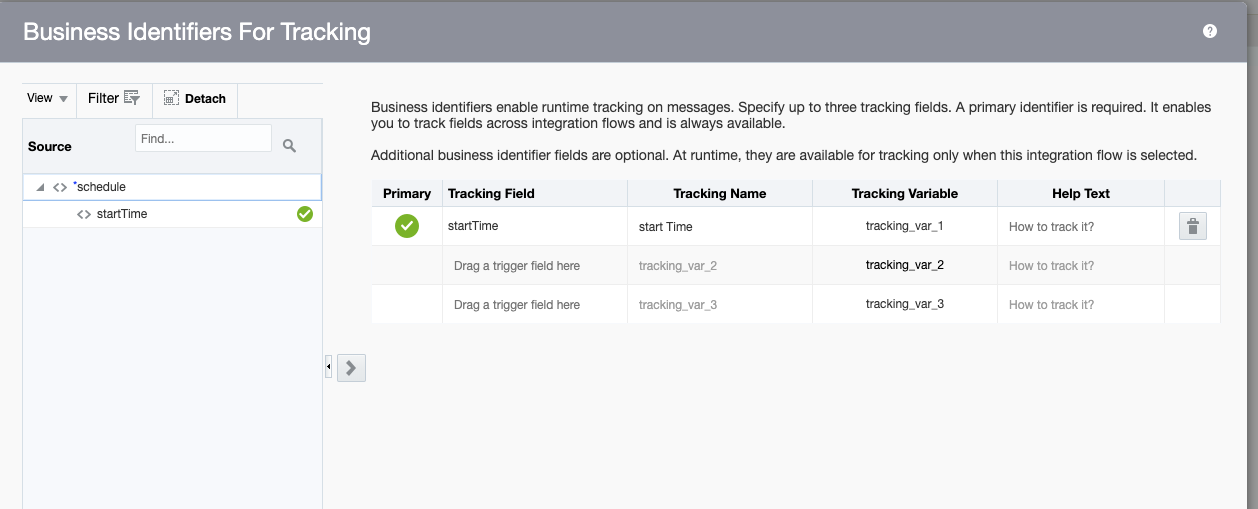 Business Identifiers For Tracking
?
View Filter Detach
Source Find...
*schedule
startTime
Business identifiers enable runtime tracking on messages. Specify up to three tracking fields. A primary identifier is required. It enables
you to track fields across integration flows and is always available.
Additional business identifier fields are optional. At runtime, they are available for tracking only when this integration flow is selected.
Primary Tracking Field Tracking Name Tracking Variable Help Text
startTime start Time tracking_var_1 How to track it?
Drag a trigger field here tracking_var_2 tracking_var_2 How to track it?
Drag a trigger field here tracking_var_3 tracking_var_3 How to track it?